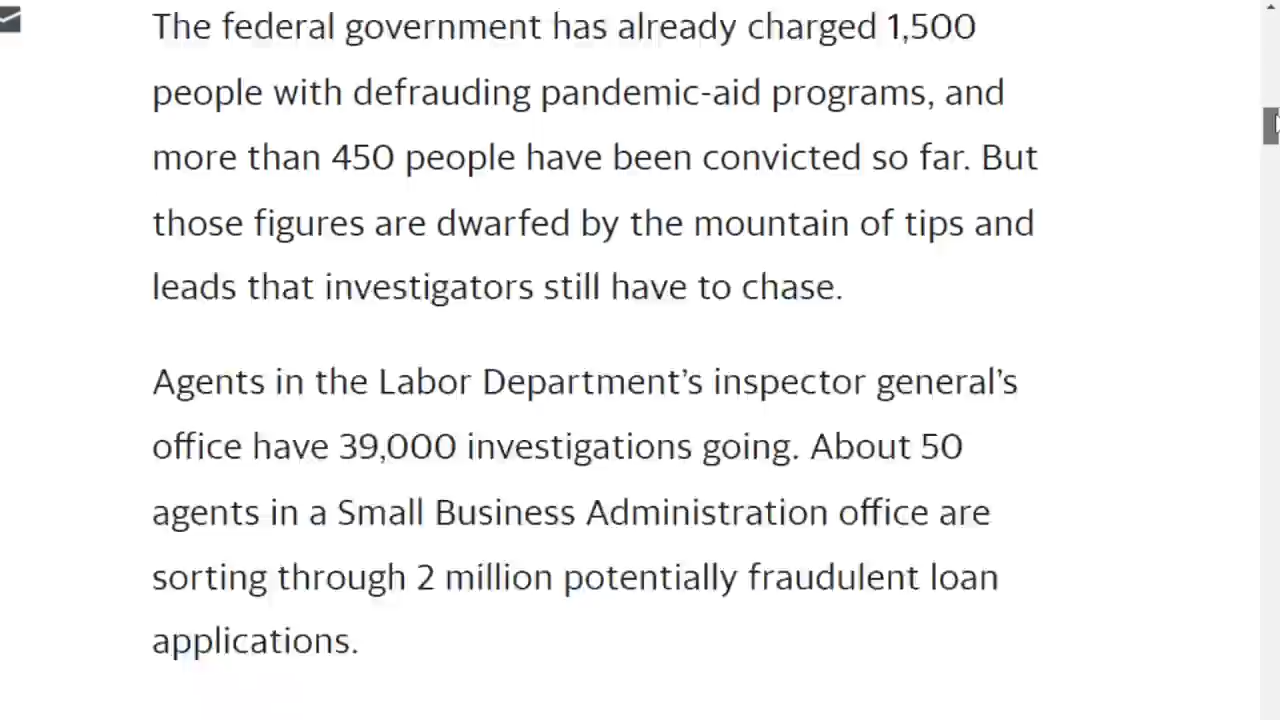 The federal government has already charged 1,500
people with defrauding pandemic-aid programs, and
more than 450 people have been convicted so far. But
those figures are dwarfed by the mountain of tips and
leads that investigators still have to chase.
Agents in the Labor Department’s inspector general’s
office have 39,000 investigations going. About 50
agents in a Small Business Administration office are
sorting through 2 million potentially fraudulent loan
applications.